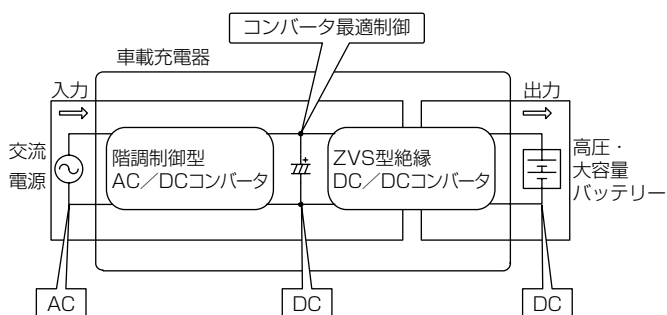 コンバータ最適制御
車載充電器
入力
出力
交流
電源
階調制御型
AC／DCコンバータ
+
ZVS型絶縁
DC／DCコンバータ
高圧・
大容量
バッテリー
AC
DC
DC